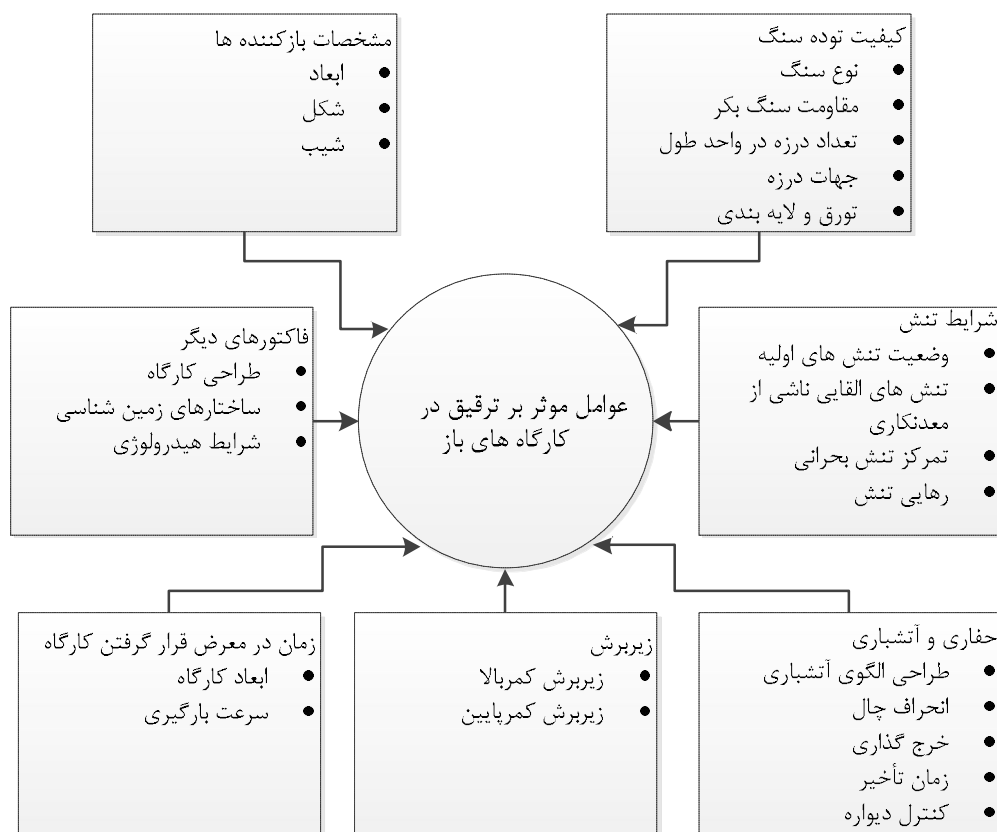 کیفیت توده سنگ
نوع سنگ
مقاومت سنگ بکر
تعداد درزه در واحد طول
جهات درزه
تورق و لایه بندی
مشخصات بازکننده ها
ابعاد
شکل
شیب
شرایط تنش
وضعیت تنش های اولیه
تنش های القایی ناشی از
معدنکاری
تمرکز تنش بحرانی
رهایی تنش
عوامل موثر بر ترقیق در
کارگاه های باز
فاکتورهای دیگر
طراحی کارگاه
ساختارهای زمین شناسی
شرایط هیدرولوژی
حفاری و آتشباری
طراحی الگوی آتشباری
انحراف چال
خرج گذاری
زمان تأخیر
کنترل دیواره
زیربرش
زیربرش کمربالا
زیربرش کمرپایین
زمان در معرض قرار گرفتن کارگاه
ابعاد کارگاه
سرعت بارگیری